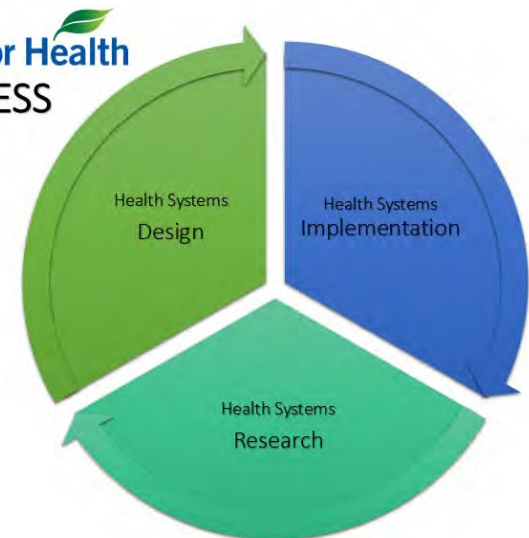 or Health
ESS
Health Systems
Design
Health Systems
Implementation
Health Systems
Research